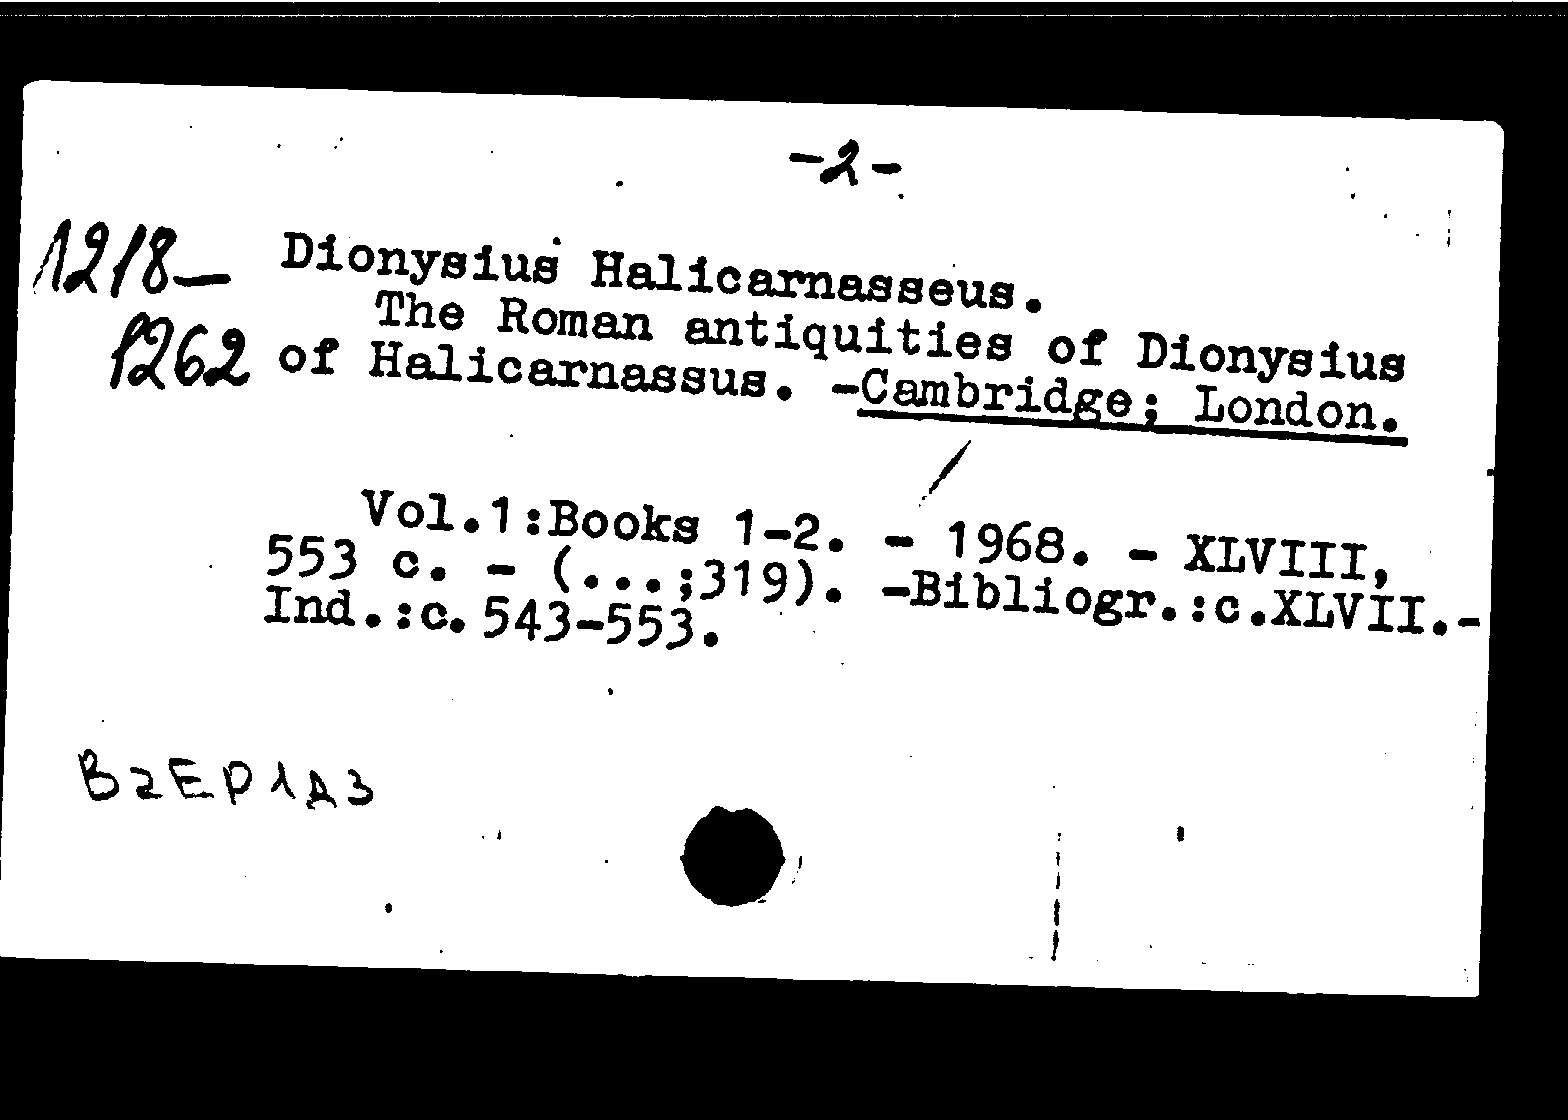 -2-
1218- Dionysius Halicarnasseus.
The Roman antiquities of Dionysius
1262 of Halicarnassus. -Cambridge; London.
Vol.1:Books 1-2. - 1968. - XLVIII,
553 c. - (...;319). -Bibliogr.:c.XLVII.-
Ind.:c.543-553.
B2EP1A3